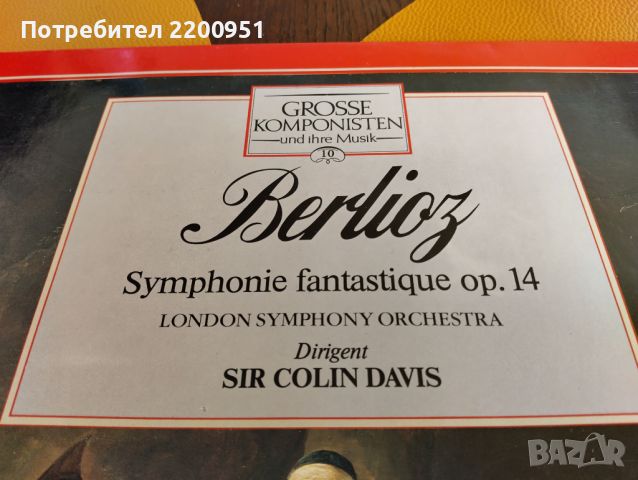 Потребител 2200951
GROSSE
KOMPONISTEN
und ihre Musik
10
Berlioz
Symphonie fantastique op. 14
LONDON SYMPHONY ORCHESTRA
Dirigent
SIR COLIN DAVIS
BAZAR